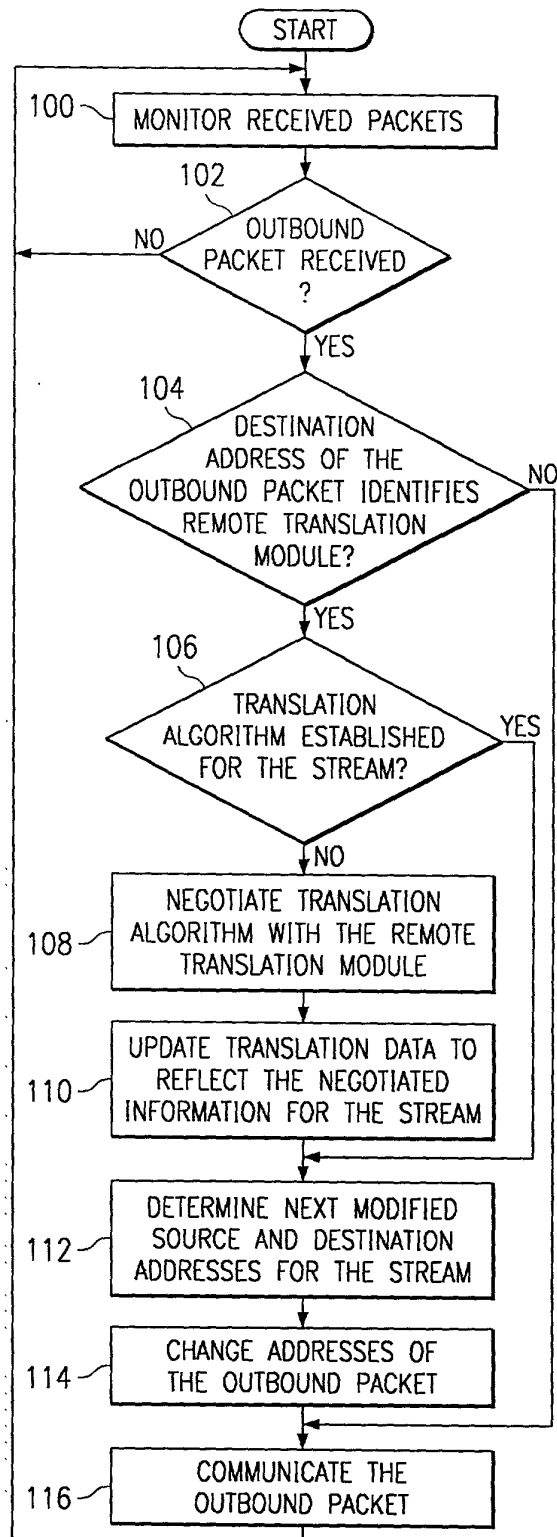 START
100
MONITOR RECEIVED PACKETS
102
OUTBOUND
PACKET RECEIVED
?
NO
YES
104
DESTINATION
ADDRESS OF THE
OUTBOUND PACKET IDENTIFIES
REMOTE TRANSLATION
MODULE?
NO
YES
106
TRANSLATION
ALGORITHM ESTABLISHED
FOR THE STREAM?
YES
NO
108
NEGOTIATE TRANSLATION
ALGORITHM WITH THE REMOTE
TRANSLATION MODULE
110
UPDATE TRANSLATION DATA TO
REFLECT THE NEGOTIATED
INFORMATION FOR THE STREAM
112
DETERMINE NEXT MODIFIED
SOURCE AND DESTINATION
ADDRESSES FOR THE STREAM
114
CHANGE ADDRESSES OF
THE OUTBOUND PACKET
116
COMMUNICATE THE
OUTBOUND PACKET